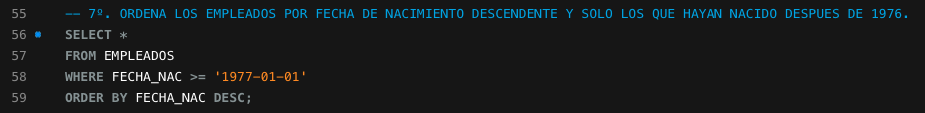 55 -- 7º. ORDENA LOS EMPLEADOS POR FECHA DE NACIMIENTO DESCENDENTE Y SOLO LOS QUE HAYAN NACIDO DESPUES DE 1976.
56 SELECT *
57 FROM EMPLEADOS
58 WHERE FECHA_NAC >= '1977-01-01'
59 ORDER BY FECHA_NAC DESC;